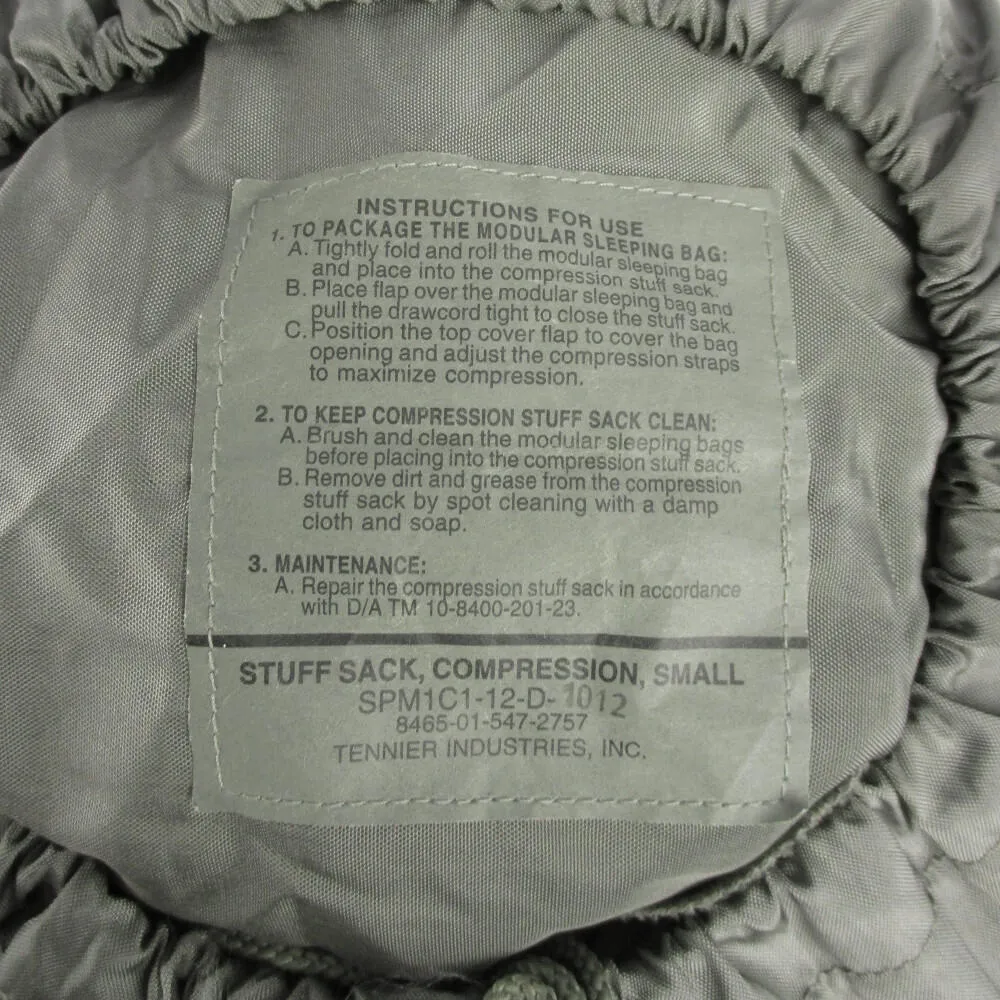 INSTRUCTIONS FOR USE
1. TO PACKAGE THE MODULAR SLEEPING BAG:
A. Tightly fold and roll the modular sleeping bag
and place into the compression stuff sack.
B. Place flap over the modular sleeping bag and
pull the drawcord tight to close the stuff sack.
C. Position the top cover flap to cover the bag
opening and adjust the compression straps
to maximize compression.
2. TO KEEP COMPRESSION STUFF SACK CLEAN:
A. Brush and clean the modular sleeping bags
before placing into the compression stuff sack.
B. Remove dirt and grease from the compression
stuff sack by spot cleaning with a damp
cloth and soap.
3. MAINTENANCE:
A. Repair the compression stuff sack in accordance
with D/A TM 10-8400-201-23.
STUFF SACK, COMPRESSION, SMALL
SPM1C1-12-D-1012
8465-01-547-2757
TENNIER INDUSTRIES, INC.